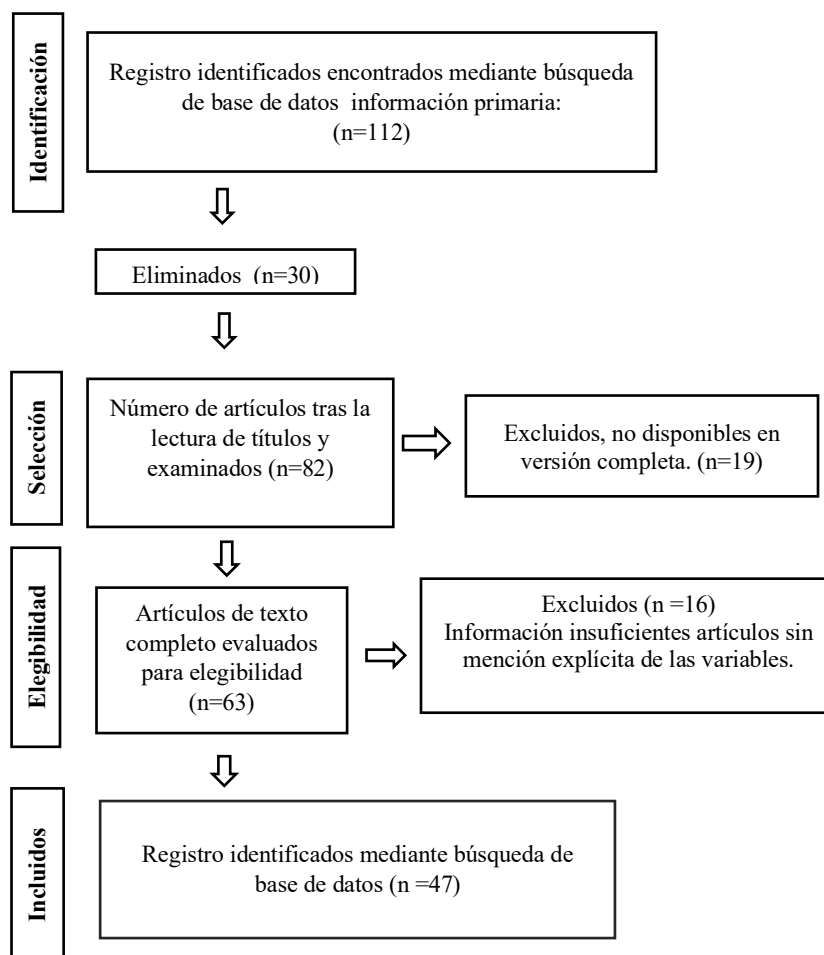 Identificación
Registro identificados encontrados mediante búsqueda
de base de datos información primaria:
(n=112)
Eliminados (n=30)
Selección
Número de artículos tras la
lectura de títulos y
examinados (n=82)
Excluidos, no disponibles en
versión completa. (n=19)
Elegibilidad
Artículos de texto
completo evaluados
para elegibilidad
(n=63)
Excluidos (n =16)
Información insuficientes artículos sin
mención explícita de las variables.
Incluidos
Registro identificados mediante búsqueda de
base de datos (n =47)